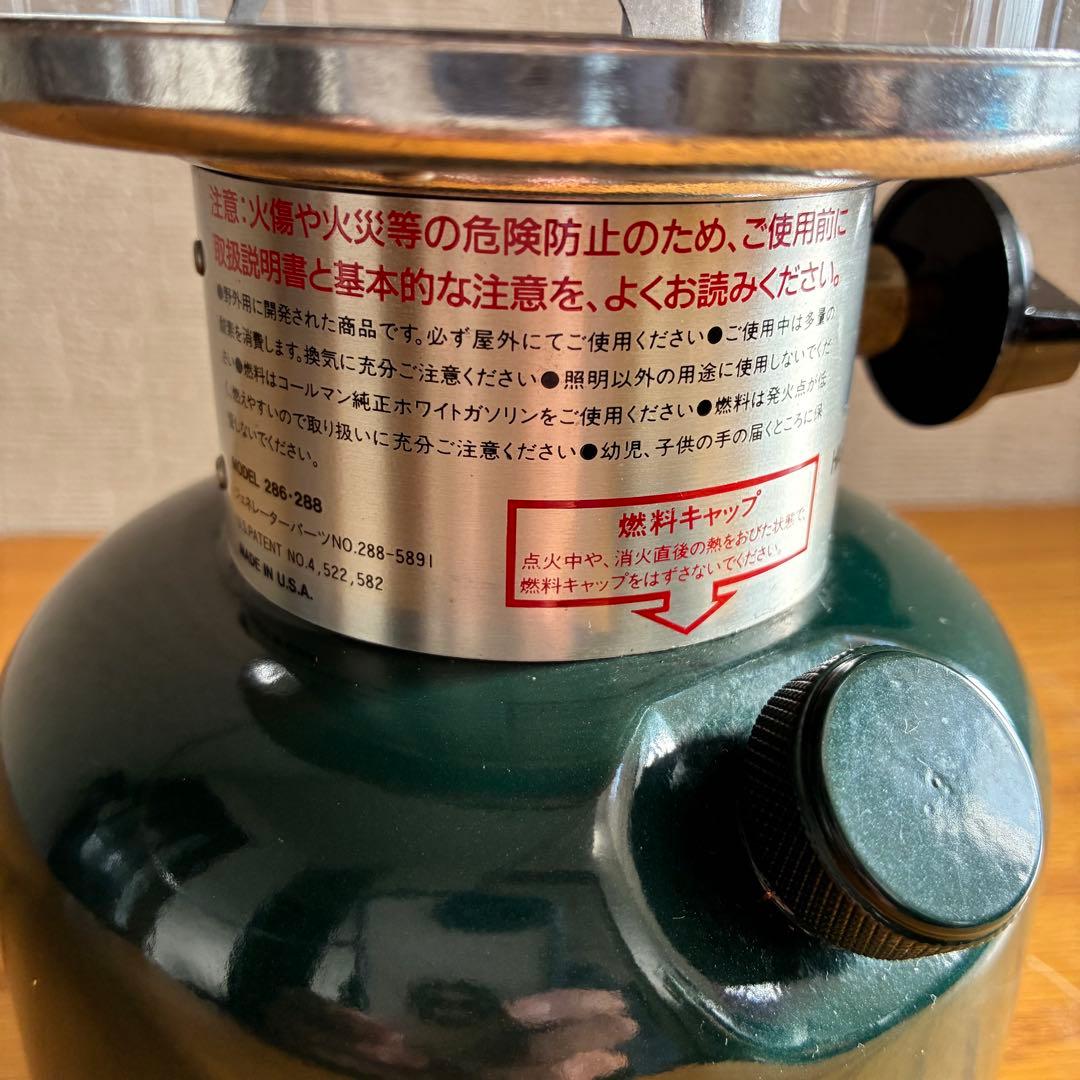 注意:火傷や火災等の危険防止のため、ご使用前に
取扱説明書と基本的な注意を、よくお読みください。
●野外用に開発された商品です。必ず屋外にてご使用ください●ご使用中は多量の
酸素を消費します。換気に充分ご注意ください●照明以外の用途に使用しないでくだ
さい●燃料はコールマン純正ホワイトガソリンをご使用ください●燃料は発火点が低
く、燃えやすいので取り扱いに充分ご注意ください●幼児、子供の手の届くところに保
管しないでください。
MODEL 286・288
ジェネレーターパーツNO.288-5891
U.S.PATENT NO.4,522,582
MADE IN U.S.A.
燃料キャップ
点火中や、消火直後の熱をおびた状態で、
燃料キャップをはずさないでください。